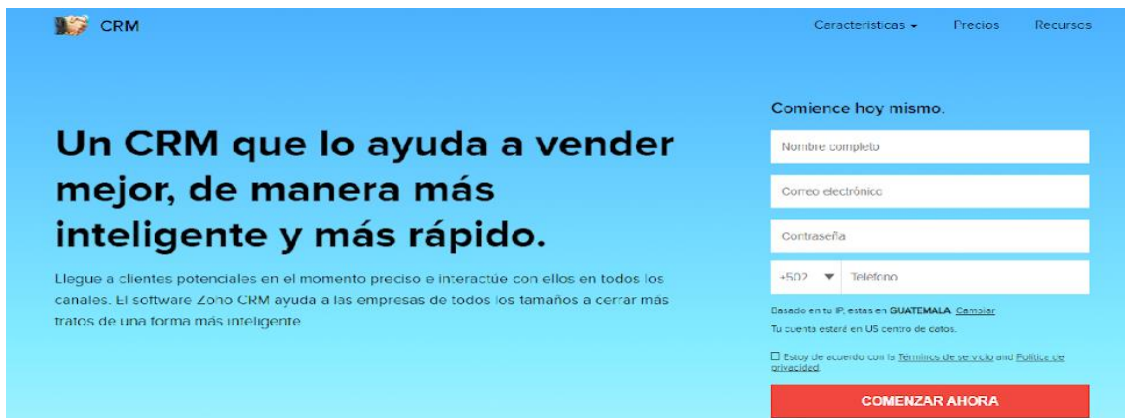 CRM
Características
Precios
Recursos
Un CRM que lo ayuda a vender
mejor, de manera más
inteligente y más rápido.
Llegue a clientes potenciales en el momento preciso e interactúe con ellos en todos los
canales. El software Zoho CRM ayuda a las empresas de todos los tamaños a cerrar más
tratos de una forma más inteligente
Comience hoy mismo.
Nombre completo
Correo electrónico
Contraseña
+502
Teléfono
Basado en tu IP, estas en GUATEMALA. Cambiar
Tu cuenta estará en US centro de datos.
Estoy de acuerdo con la Términos de servicio and Política de
privacidad.
COMENZAR AHORA